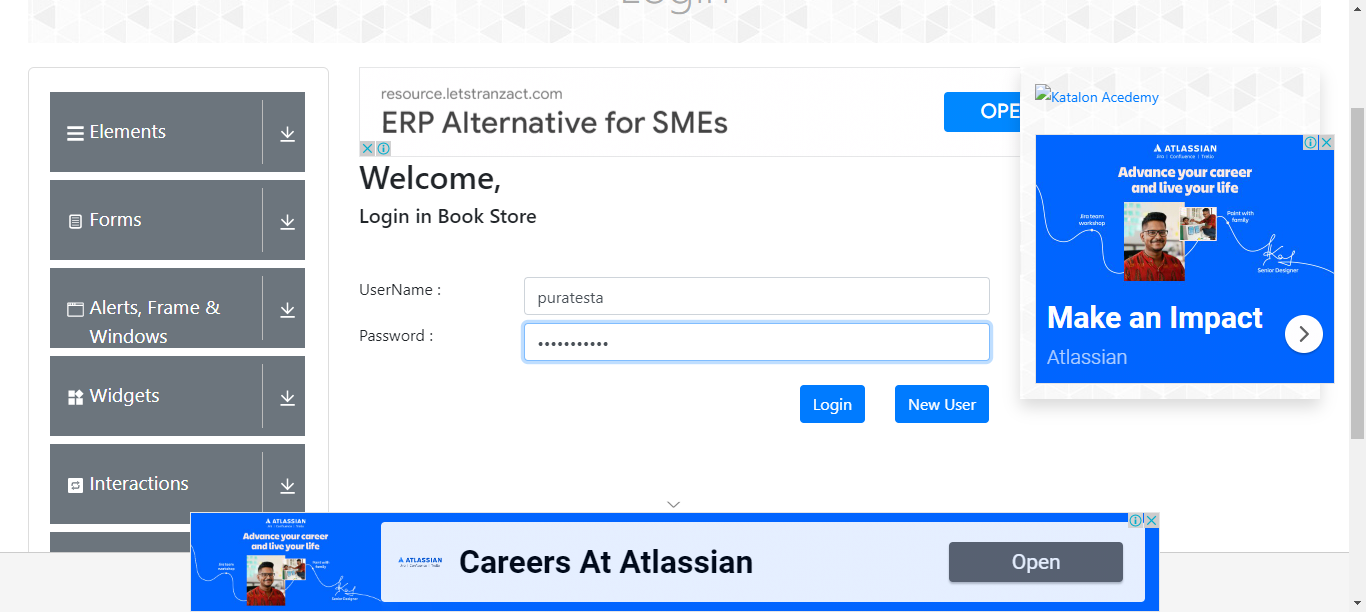 Login
Elements
Forms
Alerts, Frame &
Windows
Widgets
Interactions
resource.letstranzact.com
ERP Alternative for SMEs
OPE
Welcome,
Login in Book Store
UserName :
puratesta
Password :
•••••••••••
Login
New User
Katalon Acedemy
ATLASSIAN
Jira | Confluence | Trello
Advance your career
and live your life
Jira team
workshop
Paint with
family
Senior Designer
Make an Impact
Atlassian
ATLASSIAN
Advance your career
and live your life
Jira team
workshop
Paint with
family
Senior Designer
ATLASSIAN
Careers At Atlassian
Open